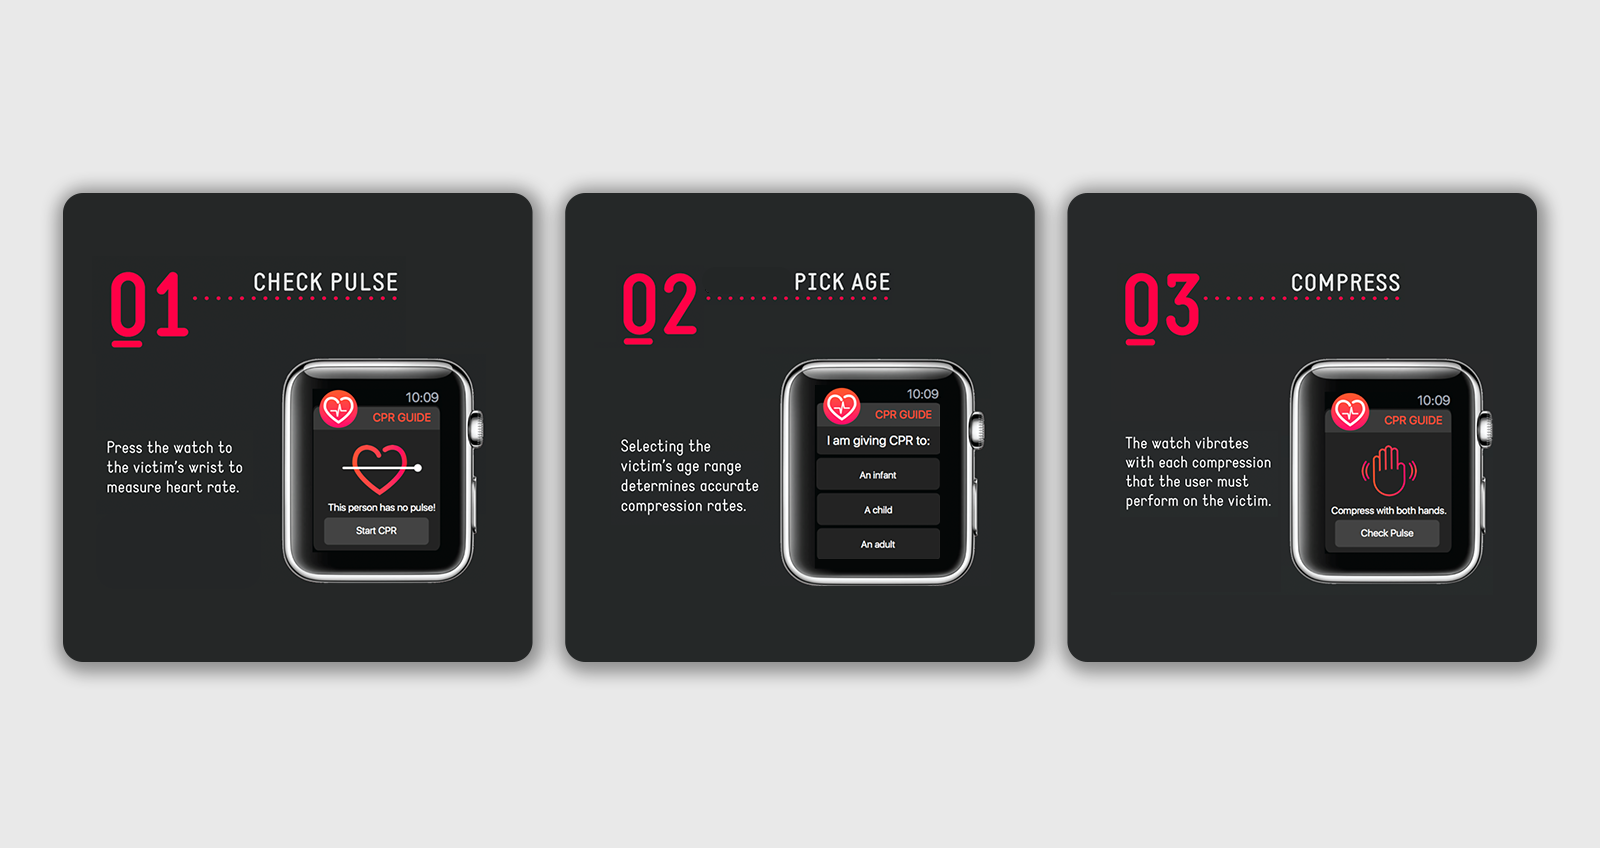 01
CHECK PULSE
Press the watch to
the victim's wrist to
measure heart rate.
10:09
CPR GUIDE
This person has no pulse!
Start CPR
02
PICK AGE
Selecting the
victim's age range
determines accurate
compression rates.
10:09
CPR GUIDE
I am giving CPR to:
An infant
A child
An adult
03
COMPRESS
The watch vibrates
with each compression
that the user must
perform on the victim.
10:09
CPR GUIDE
Compress with both hands.
Check Pulse